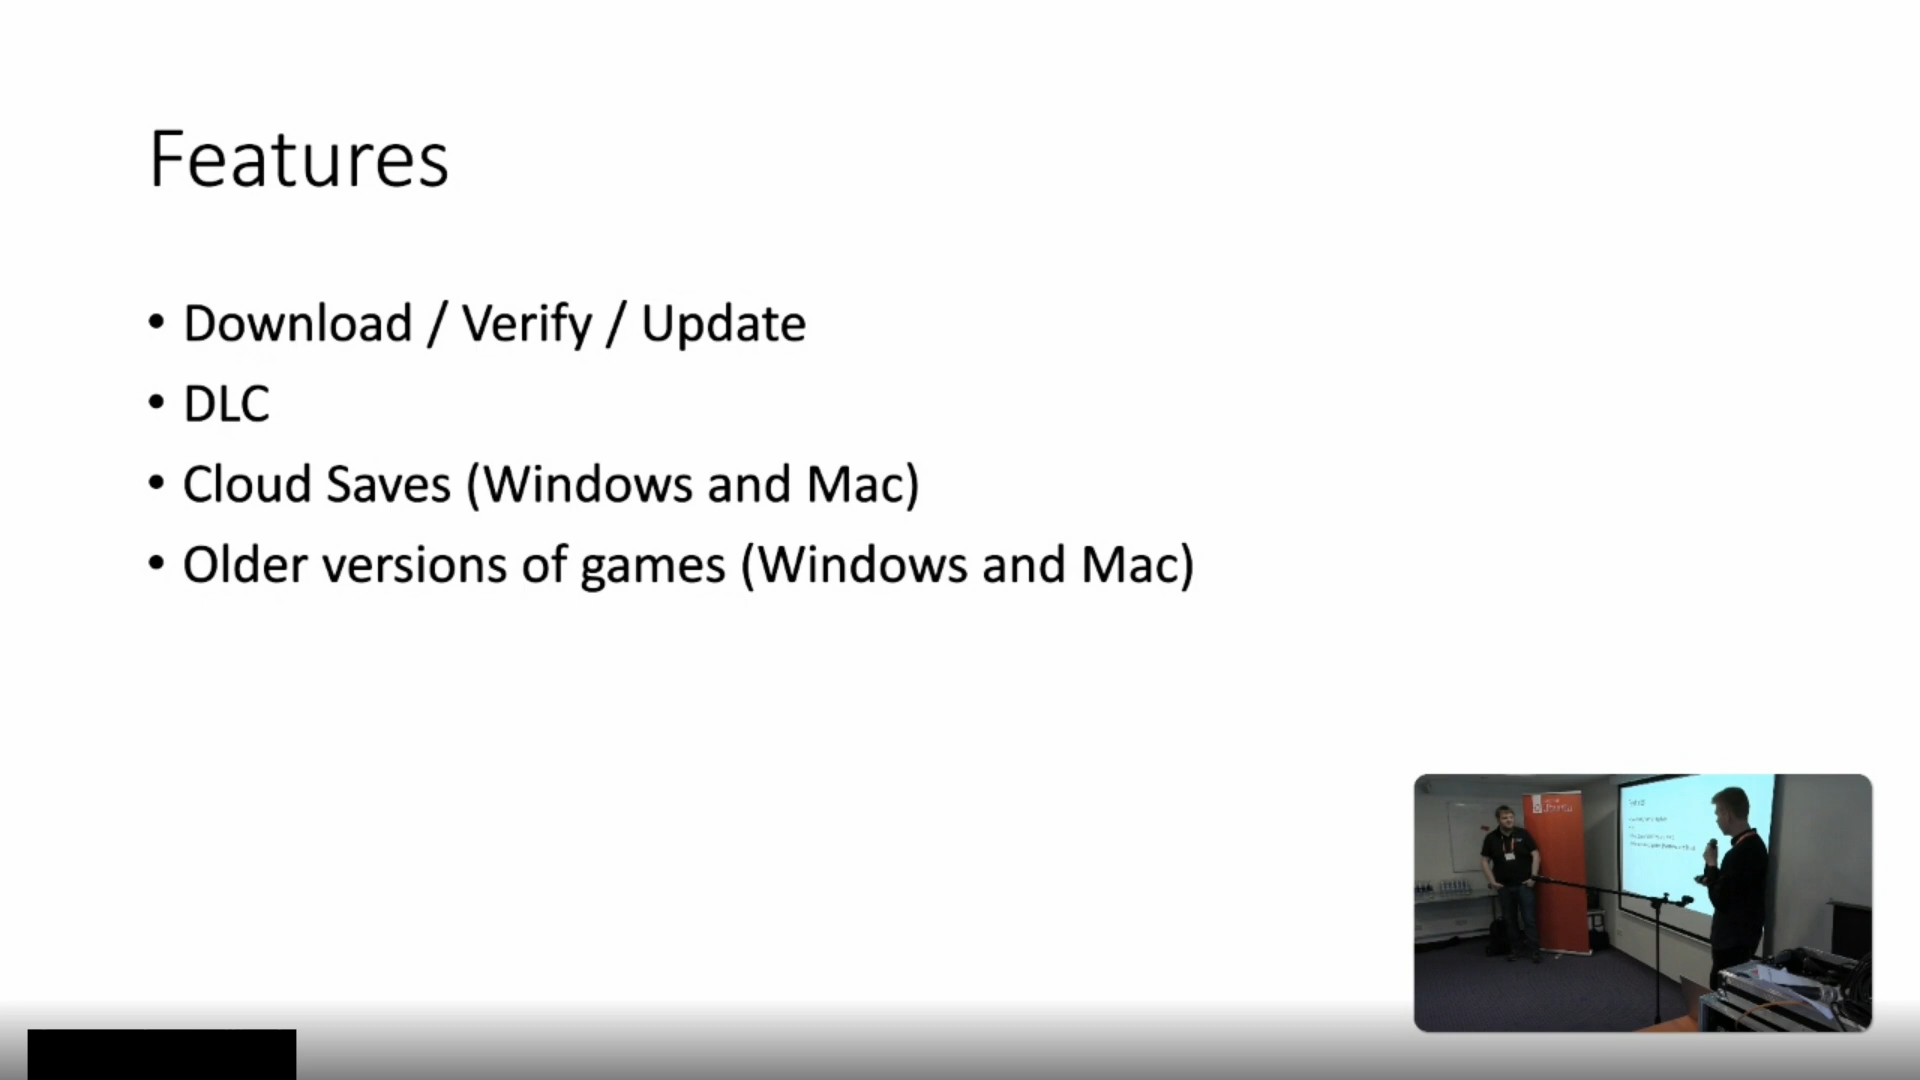 Features
• Download / Verify / Update
• DLC
• Cloud Saves (Windows and Mac)
• Older versions of games (Windows and Mac)